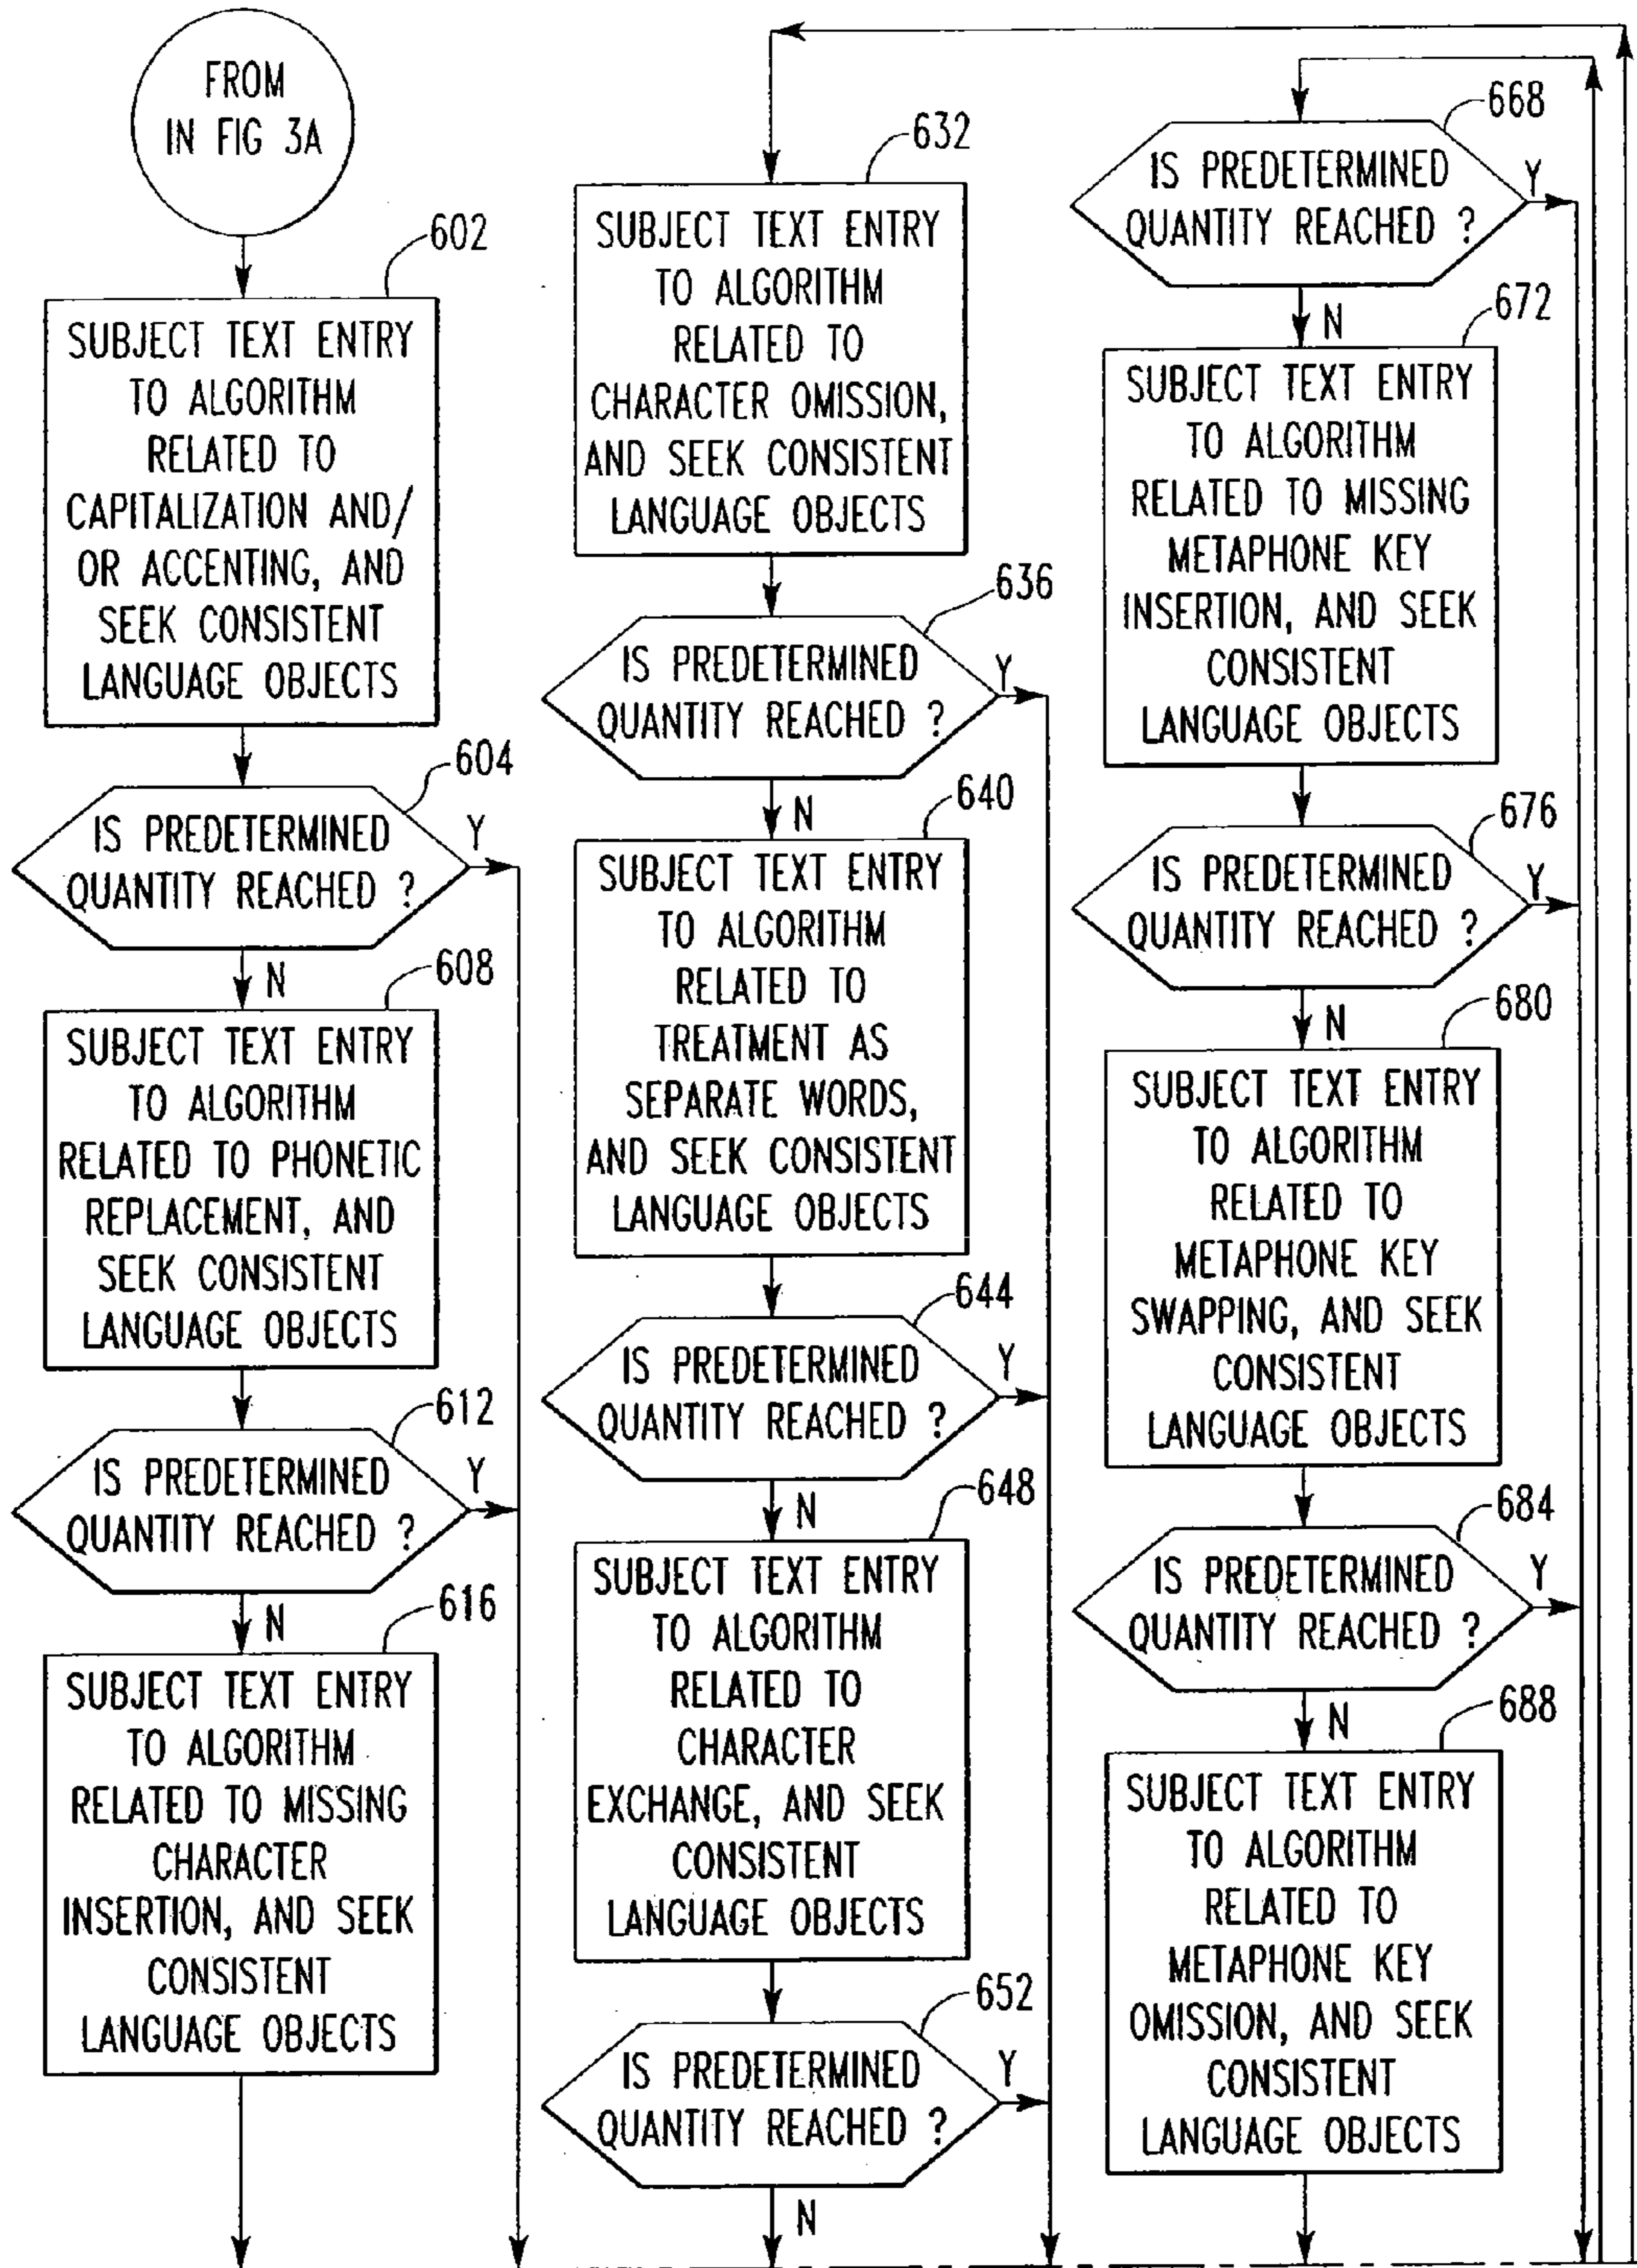 FROM
IN FIG 3A
602
SUBJECT TEXT ENTRY
TO ALGORITHM
RELATED TO
CAPITALIZATION AND/
OR ACCENTING, AND
SEEK CONSISTENT
LANGUAGE OBJECTS
604
IS PREDETERMINED
QUANTITY REACHED ?
Y
N
608
SUBJECT TEXT ENTRY
TO ALGORITHM
RELATED TO PHONETIC
REPLACEMENT, AND
SEEK CONSISTENT
LANGUAGE OBJECTS
612
IS PREDETERMINED
QUANTITY REACHED ?
Y
N
616
SUBJECT TEXT ENTRY
TO ALGORITHM
RELATED TO MISSING
CHARACTER
INSERTION, AND SEEK
CONSISTENT
LANGUAGE OBJECTS
632
SUBJECT TEXT ENTRY
TO ALGORITHM
RELATED TO
CHARACTER OMISSION,
AND SEEK CONSISTENT
LANGUAGE OBJECTS
636
IS PREDETERMINED
QUANTITY REACHED ?
Y
N
640
SUBJECT TEXT ENTRY
TO ALGORITHM
RELATED TO
TREATMENT AS
SEPARATE WORDS,
AND SEEK CONSISTENT
LANGUAGE OBJECTS
644
IS PREDETERMINED
QUANTITY REACHED ?
Y
N
648
SUBJECT TEXT ENTRY
TO ALGORITHM
RELATED TO
CHARACTER
EXCHANGE, AND SEEK
CONSISTENT
LANGUAGE OBJECTS
652
IS PREDETERMINED
QUANTITY REACHED ?
Y
N
668
IS PREDETERMINED
QUANTITY REACHED ?
Y
N
672
SUBJECT TEXT ENTRY
TO ALGORITHM
RELATED TO MISSING
METAPHONE KEY
INSERTION, AND SEEK
CONSISTENT
LANGUAGE OBJECTS
676
IS PREDETERMINED
QUANTITY REACHED ?
Y
N
680
SUBJECT TEXT ENTRY
TO ALGORITHM
RELATED TO
METAPHONE KEY
SWAPPING, AND SEEK
CONSISTENT
LANGUAGE OBJECTS
684
IS PREDETERMINED
QUANTITY REACHED ?
Y
N
688
SUBJECT TEXT ENTRY
TO ALGORITHM
RELATED TO
METAPHONE KEY
OMISSION, AND SEEK
CONSISTENT
LANGUAGE OBJECTS